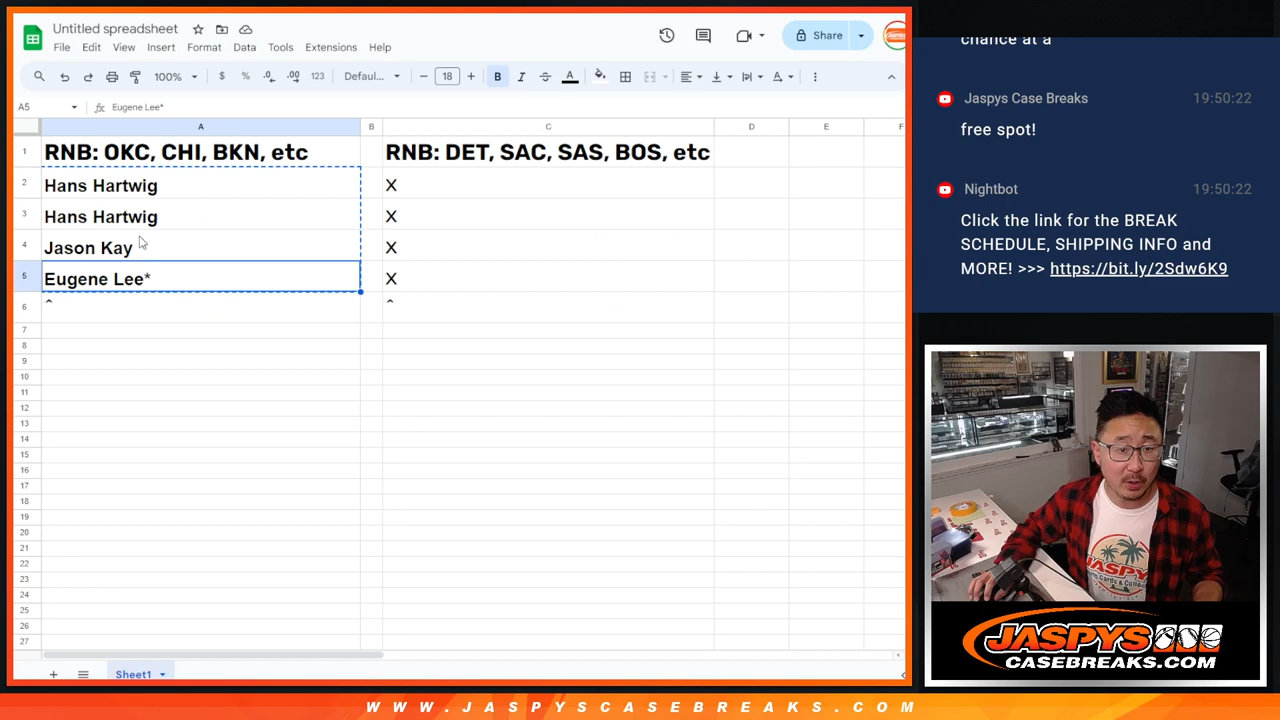 Untitled spreadsheet
File Edit View Insert Format Data Tools Extensions Help
Share
100% $ % .0 .00 123 Defaul... 18 B I A
A5 fx Eugene Lee*
A B C D E F
1 RNB: OKC, CHI, BKN, etc RNB: DET, SAC, SAS, BOS, etc
2 Hans Hartwig X
3 Hans Hartwig X
4 Jason Kay X
5 Eugene Lee* X
6 ^ ^
7
8
9
10
11
12
13
14
15
16
17
18
19
20
21
22
23
24
25
26
27
Sheet1
chance at a
Jaspys Case Breaks 19:50:22
free spot!
Nightbot 19:50:22
Click the link for the BREAK
SCHEDULE, SHIPPING INFO and
MORE! >>> https://bit.ly/2Sdw6K9
JASPY
JASPYS
CASEBREAKS.COM
WWW.JASPYSCASEBREAKS.COM